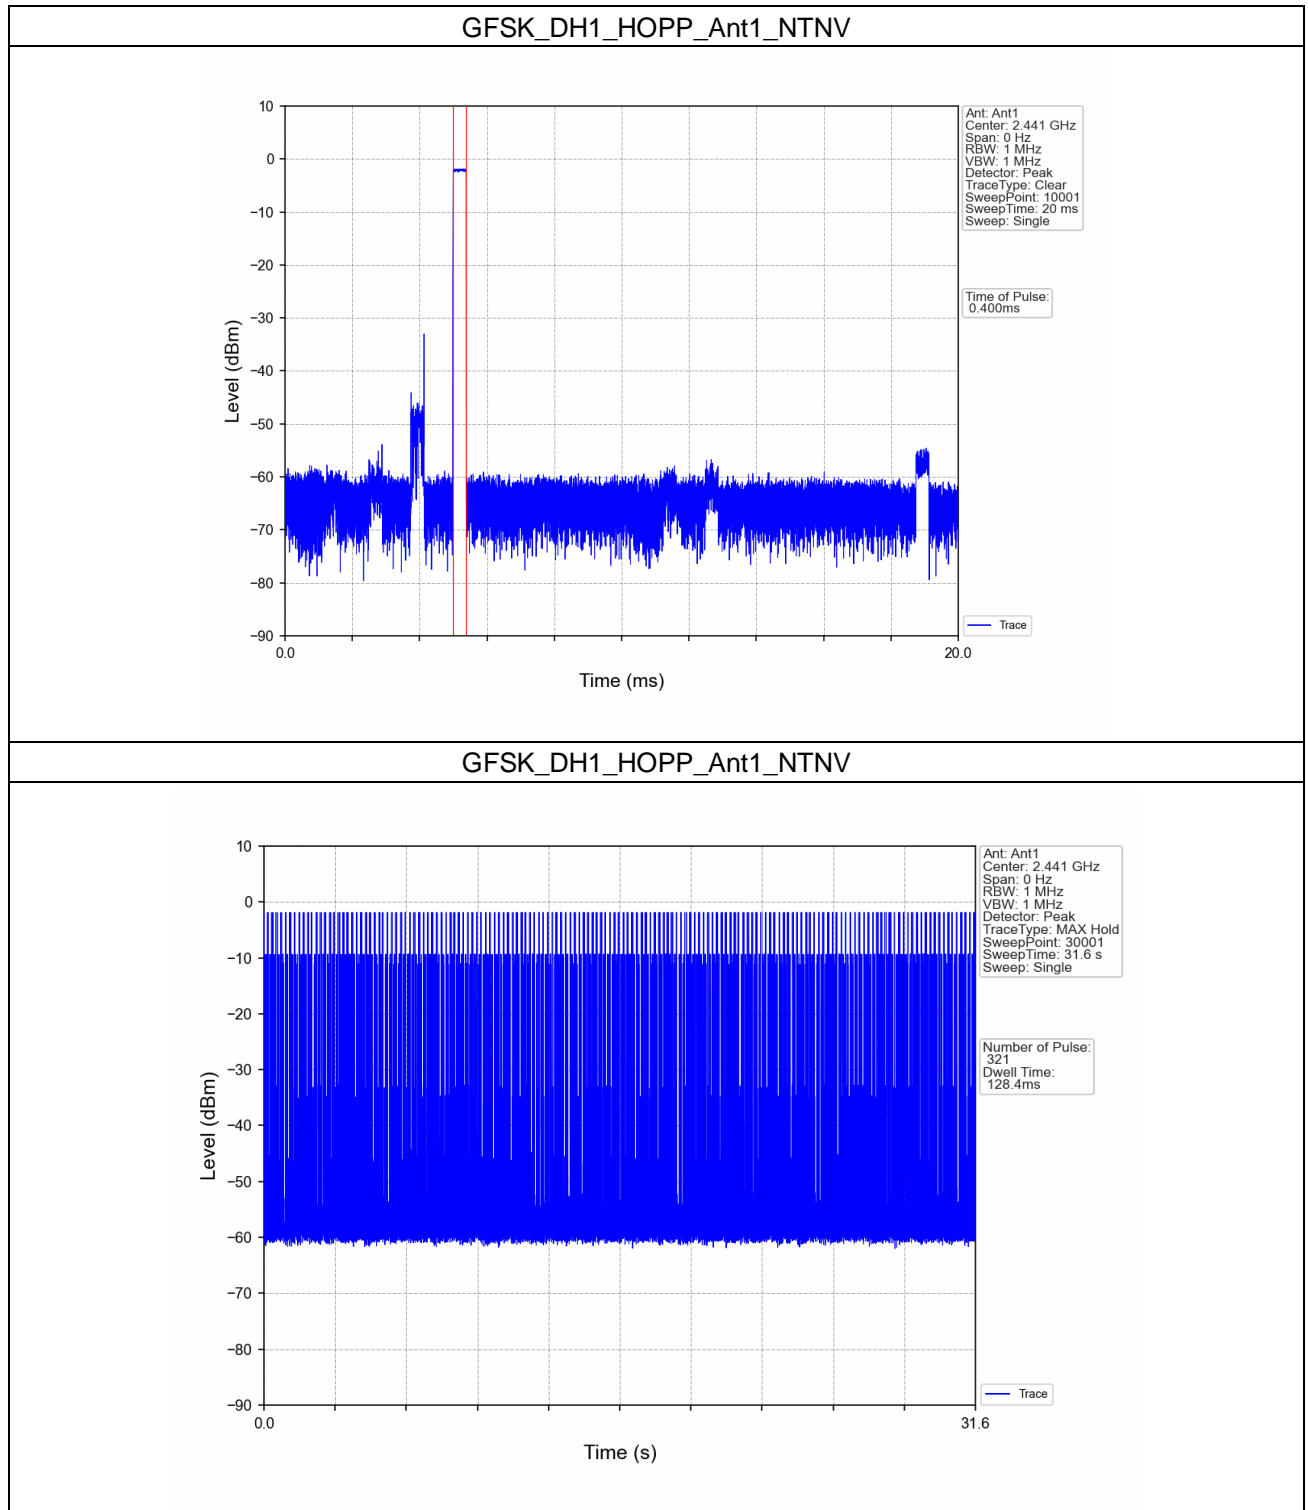 GFSK_DH1_HOPP_Ant1_NTNV
10
0
−10
−20
−30
−40
−50
−60
−70
−80
−90
Level (dBm)
0.0
20.0
Time (ms)
Ant: Ant1
Center: 2.441 GHz
Span: 0 Hz
RBW: 1 MHz
VBW: 1 MHz
Detector: Peak
TraceType: Clear
SweepPoint: 10001
SweepTime: 20 ms
Sweep: Single
Time of Pulse:
0.400ms
Trace
GFSK_DH1_HOPP_Ant1_NTNV
10
0
−10
−20
−30
−40
−50
−60
−70
−80
−90
Level (dBm)
0.0
31.6
Time (s)
Ant: Ant1
Center: 2.441 GHz
Span: 0 Hz
RBW: 1 MHz
VBW: 1 MHz
Detector: Peak
TraceType: MAX Hold
SweepPoint: 30001
SweepTime: 31.6 s
Sweep: Single
Number of Pulse:
321
Dwell Time:
128.4ms
Trace